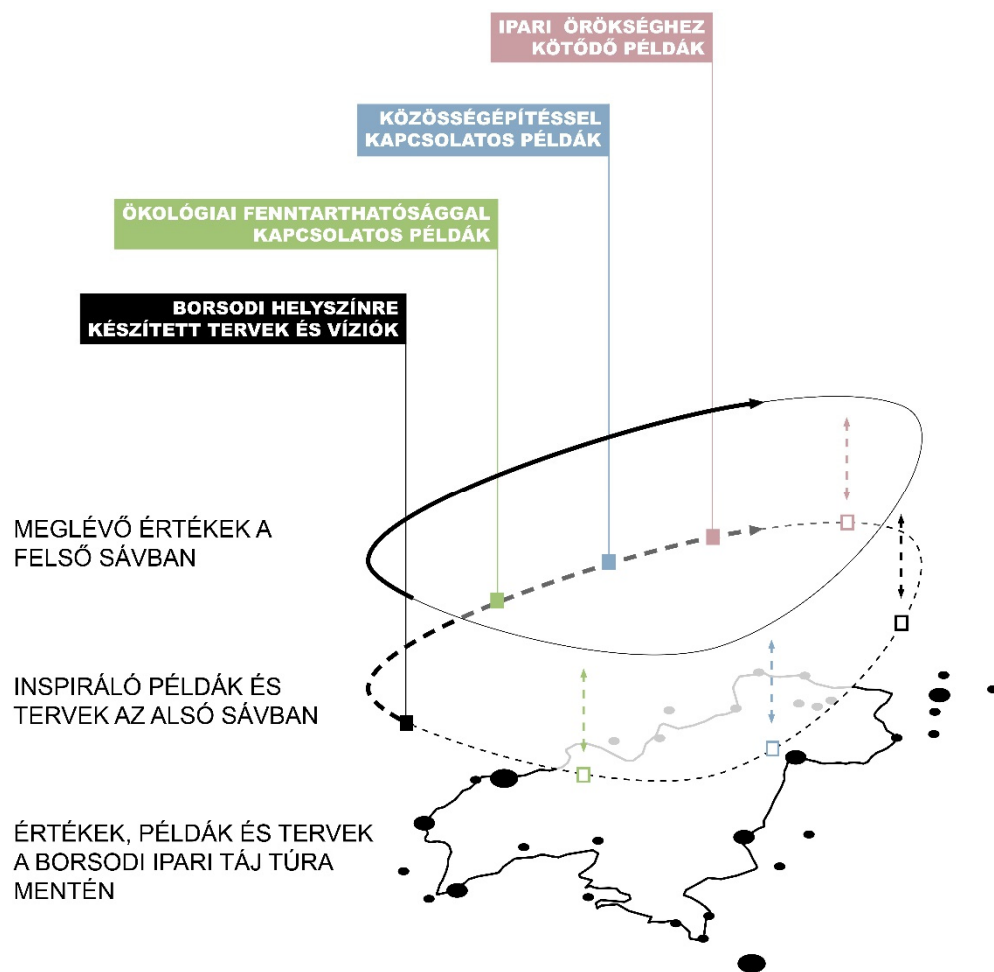 IPARI ÖRÖKSÉGHEZ
KÖTŐDŐ PÉLDÁK
KÖZÖSSÉGÉPÍTÉSSEL
KAPCSOLATOS PÉLDÁK
ÖKOLÓGIAI FENNTARTHATÓSÁGGAL
KAPCSOLATOS PÉLDÁK
BORSODI HELYSZÍNRE
KÉSZÍTETT TERVEK ÉS VÍZIÓK
MEGLÉVŐ ÉRTÉKEK A
FELSŐ SÁVBAN
INSPIRÁLÓ PÉLDÁK ÉS
TERVEK AZ ALSÓ SÁVBAN
ÉRTÉKEK, PÉLDÁK ÉS TERVEK
A BORSODI IPARI TÁJ TÚRA
MENTÉN